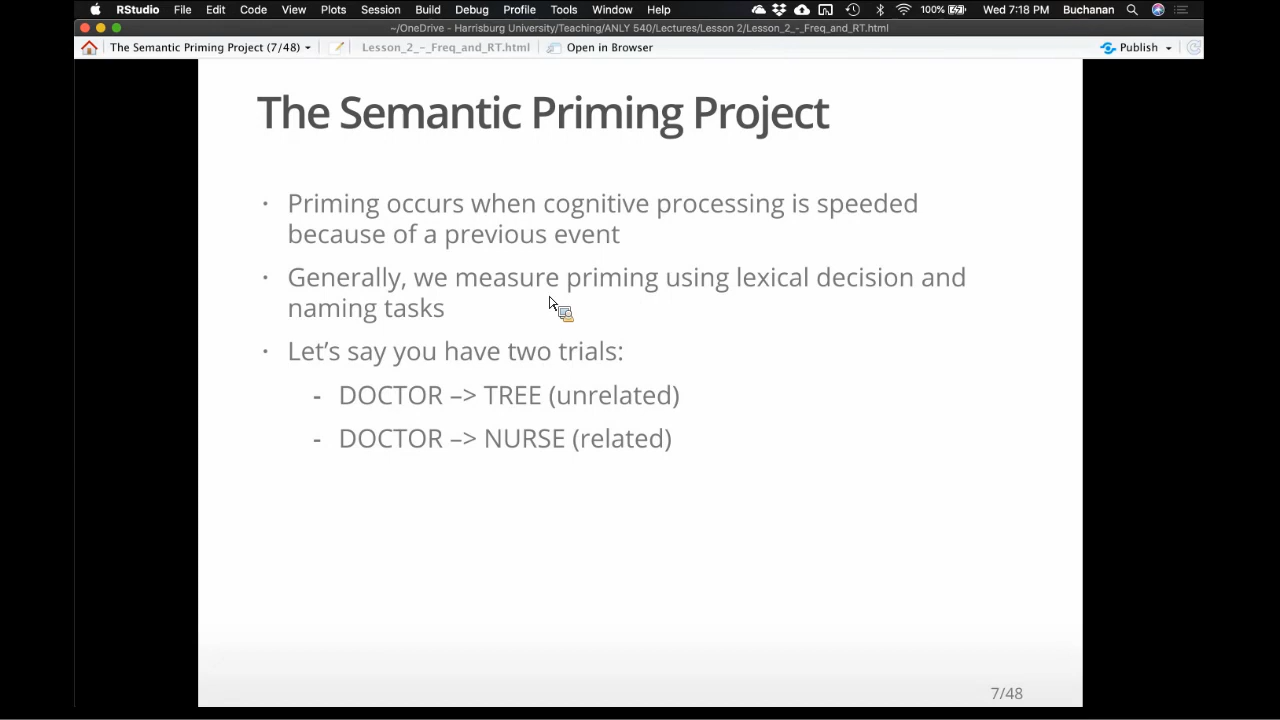 RStudio File Edit Code View Plots Session Build Debug Profile Tools Window Help 100% Wed 7:18 PM Buchanan
~/OneDrive - Harrisburg University/Teaching/ANLY 540/Lectures/Lesson 2/Lesson_2_-_Freq_and_RT.html
The Semantic Priming Project (7/48) Lesson_2_-_Freq_and_RT.html Open in Browser Publish
The Semantic Priming Project
· Priming occurs when cognitive processing is speeded
because of a previous event
· Generally, we measure priming using lexical decision and
naming tasks
· Let’s say you have two trials:
- DOCTOR –> TREE (unrelated)
- DOCTOR –> NURSE (related)
7/48